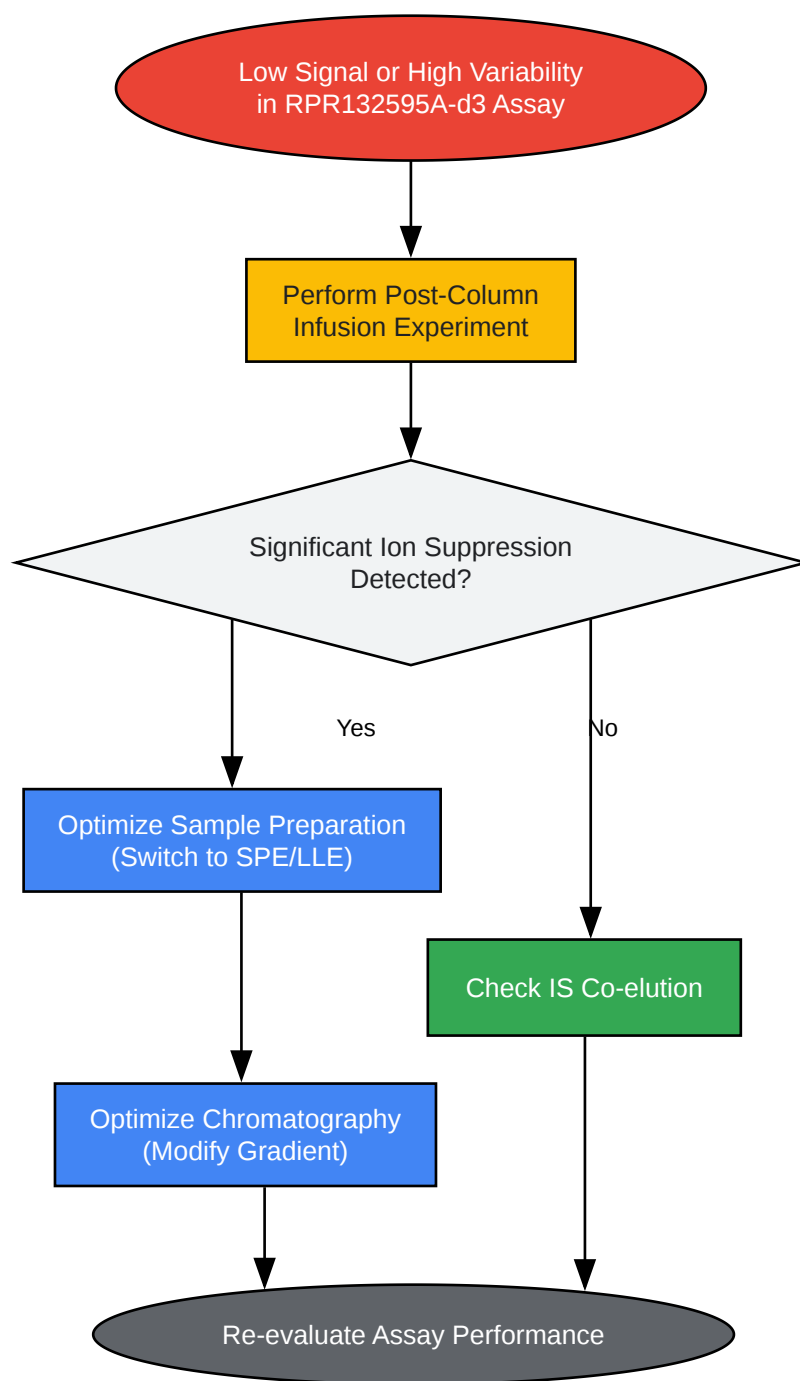 Low Signal or High Variability
in RPR132595A-d3 Assay
Perform Post-Column
Infusion Experiment
Significant Ion Suppression
Detected?
Yes
No
Optimize Sample Preparation
(Switch to SPE/LLE)
Check IS Co-elution
Optimize Chromatography
(Modify Gradient)
Re-evaluate Assay Performance